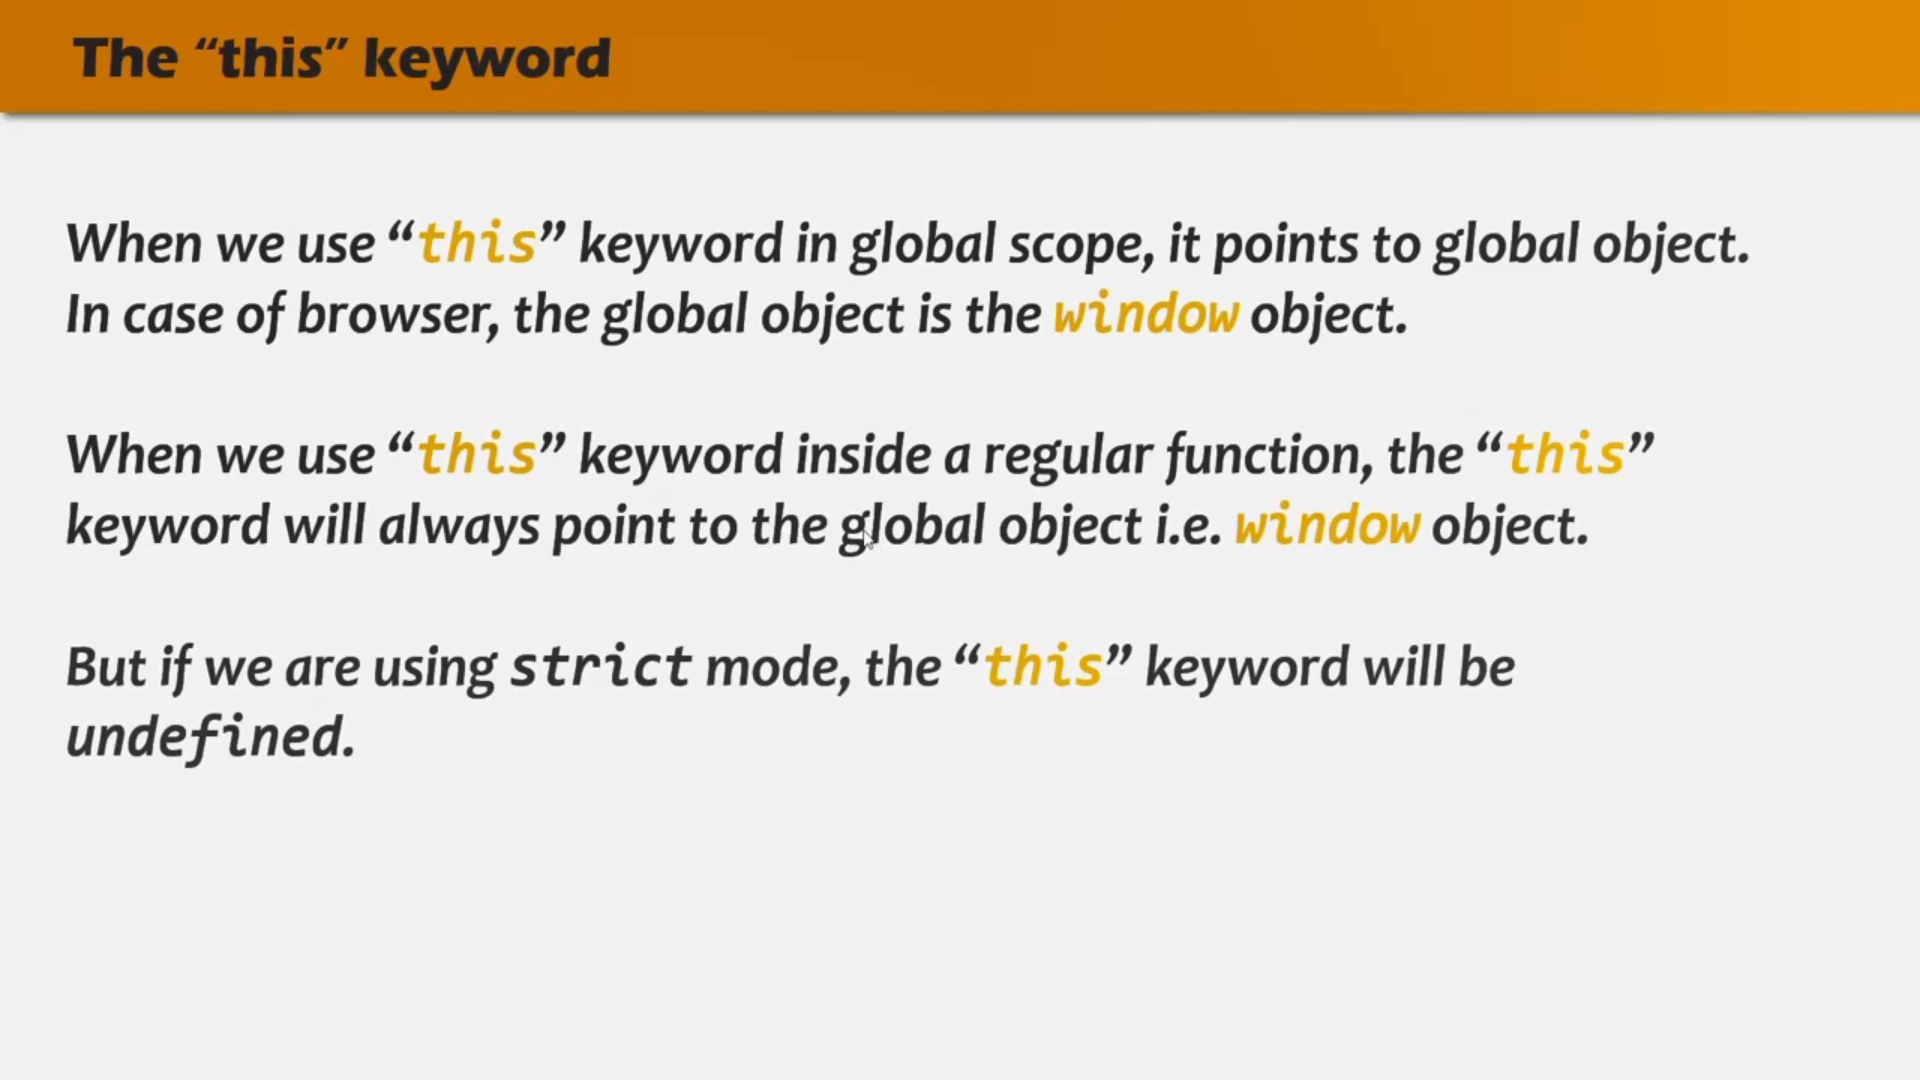 The “this” keyword
When we use “this” keyword in global scope, it points to global object.
In case of browser, the global object is the window object.
When we use “this” keyword inside a regular function, the “this”
keyword will always point to the global object i.e. window object.
But if we are using strict mode, the “this” keyword will be
undefined.